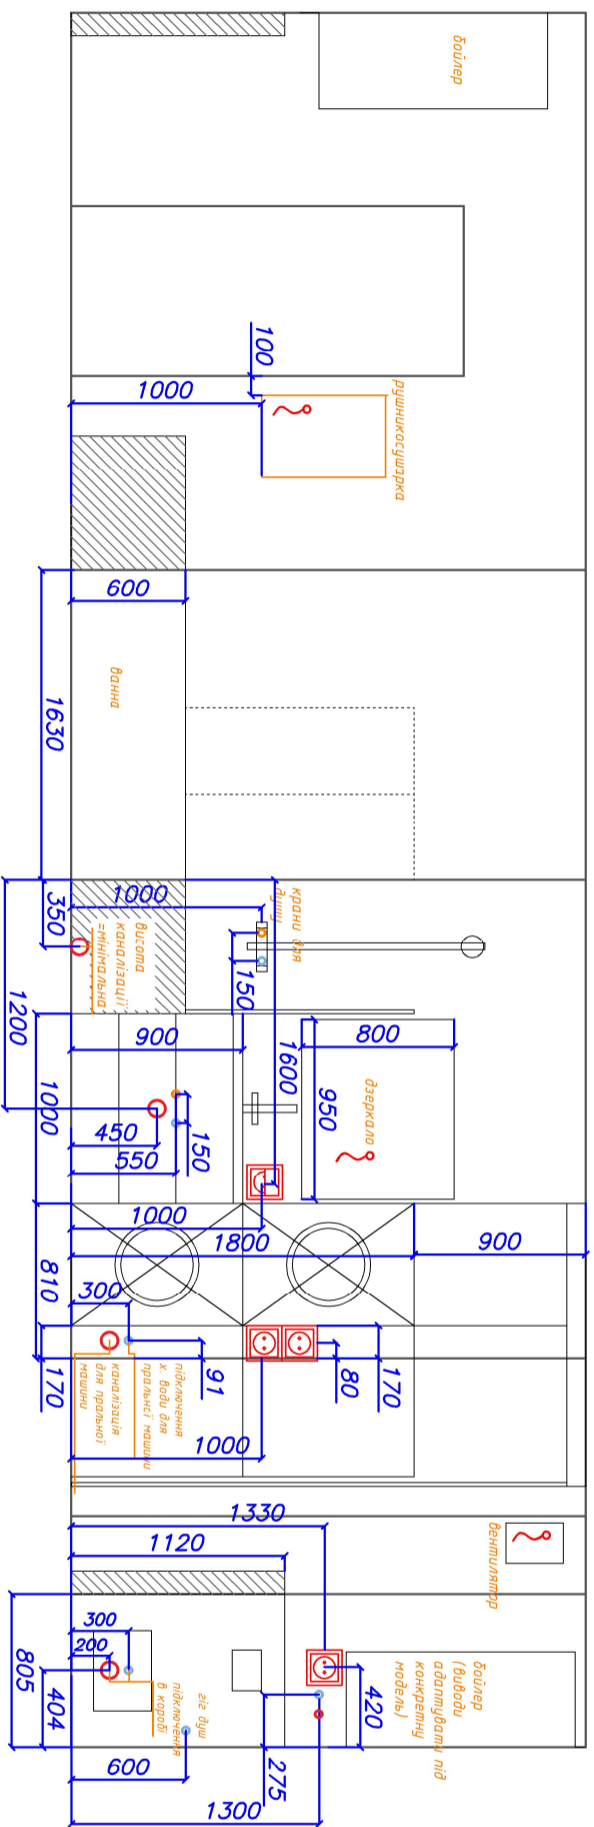 бойлер
100
1000
рушникосушарка
600
ванна
1630
1000
350
висота
каналізації
=мінімальна
крани для
душу
150
1200
900
1600
800
950
дзеркало
1000
450
550
150
1000
1800
900
810
300
91
170
80
170
підключення
х. води для
пральної машини
каналізація
для пральної
машини
1000
1330
1120
вентилятор
300
200
805
404
гіг душ
підключення
в коробі
бойлер
(виводи
адаптувати під
конкретну
модель)
420
275
600
1300